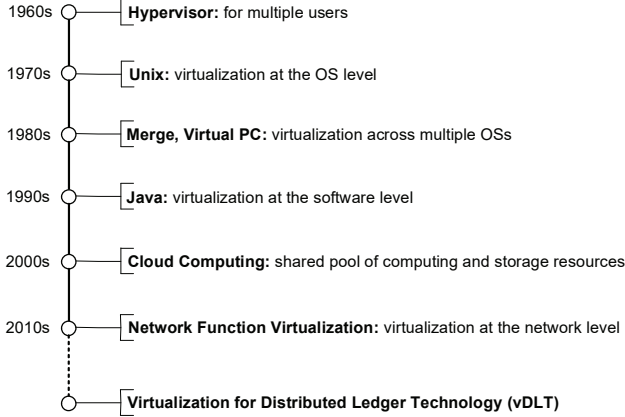 1960s Hypervisor: for multiple users
1970s Unix: virtualization at the OS level
1980s Merge, Virtual PC: virtualization across multiple OSs
1990s Java: virtualization at the software level
2000s Cloud Computing: shared pool of computing and storage resources
2010s Network Function Virtualization: virtualization at the network level
Virtualization for Distributed Ledger Technology (vDLT)